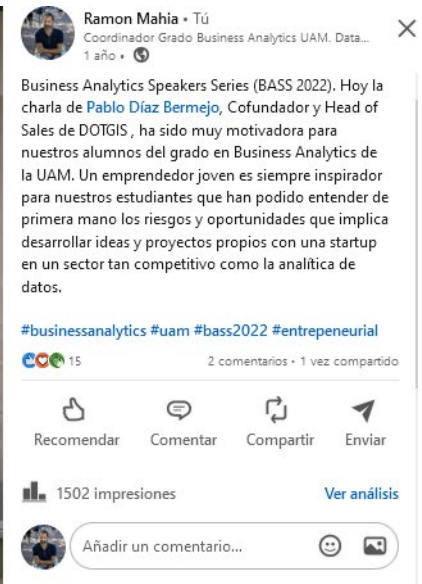 Ramon Mahia • Tú
Coordinador Grado Business Analytics UAM. Data...
1 año •
Business Analytics Speakers Series (BASS 2022). Hoy la
charla de Pablo Díaz Bermejo, Cofundador y Head of
Sales de DOTGIS , ha sido muy motivadora para
nuestros alumnos del grado en Business Analytics de
la UAM. Un emprendedor joven es siempre inspirador
para nuestros estudiantes que han podido entender de
primera mano los riesgos y oportunidades que implica
desarrollar ideas y proyectos propios con una startup
en un sector tan competitivo como la analítica de
datos.
#businessanalytics #uam #bass2022 #entrepeneurial
15 2 comentarios • 1 vez compartido
Recomendar Comentar Compartir Enviar
1502 impresiones Ver análisis
Añadir un comentario...